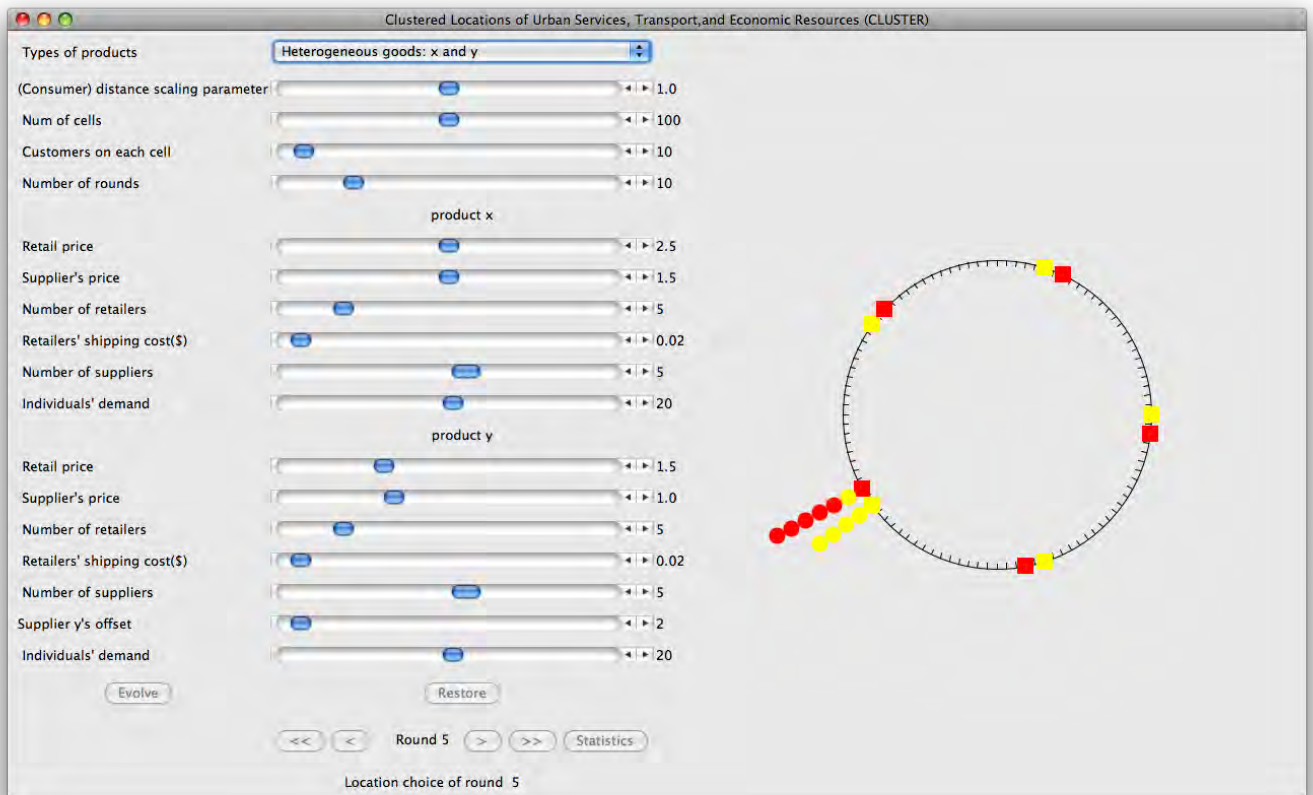 Clustered Locations of Urban Services, Transport,and Economic Resources (CLUSTER)
Types of products Heterogeneous goods: x and y
(Consumer) distance scaling parameter 1.0
Num of cells 100
Customers on each cell 10
Number of rounds 10
product x
Retail price 2.5
Supplier's price 1.5
Number of retailers 5
Retailers' shipping cost($) 0.02
Number of suppliers 5
Individuals' demand 20
product y
Retail price 1.5
Supplier's price 1.0
Number of retailers 5
Retailers' shipping cost($) 0.02
Number of suppliers 5
Supplier y's offset 2
Individuals' demand 20
Evolve Restore
<< < Round 5 > >> Statistics
Location choice of round 5